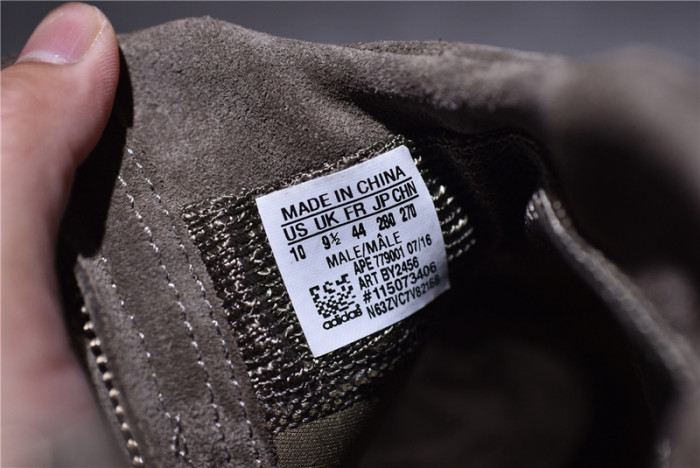 MADE IN CHINA
US UK FR JP CHN
10 9½ 44 280 270
MALE/MÂLE
APE 779001 07/16
ART BY2456
#115073406
N63ZVC7V82168
adidas